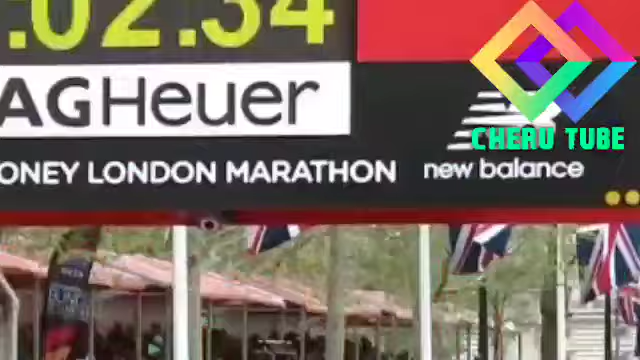 :02.34
AGHeuer
CHERU TUBE
ONEY LONDON MARATHON
new balance